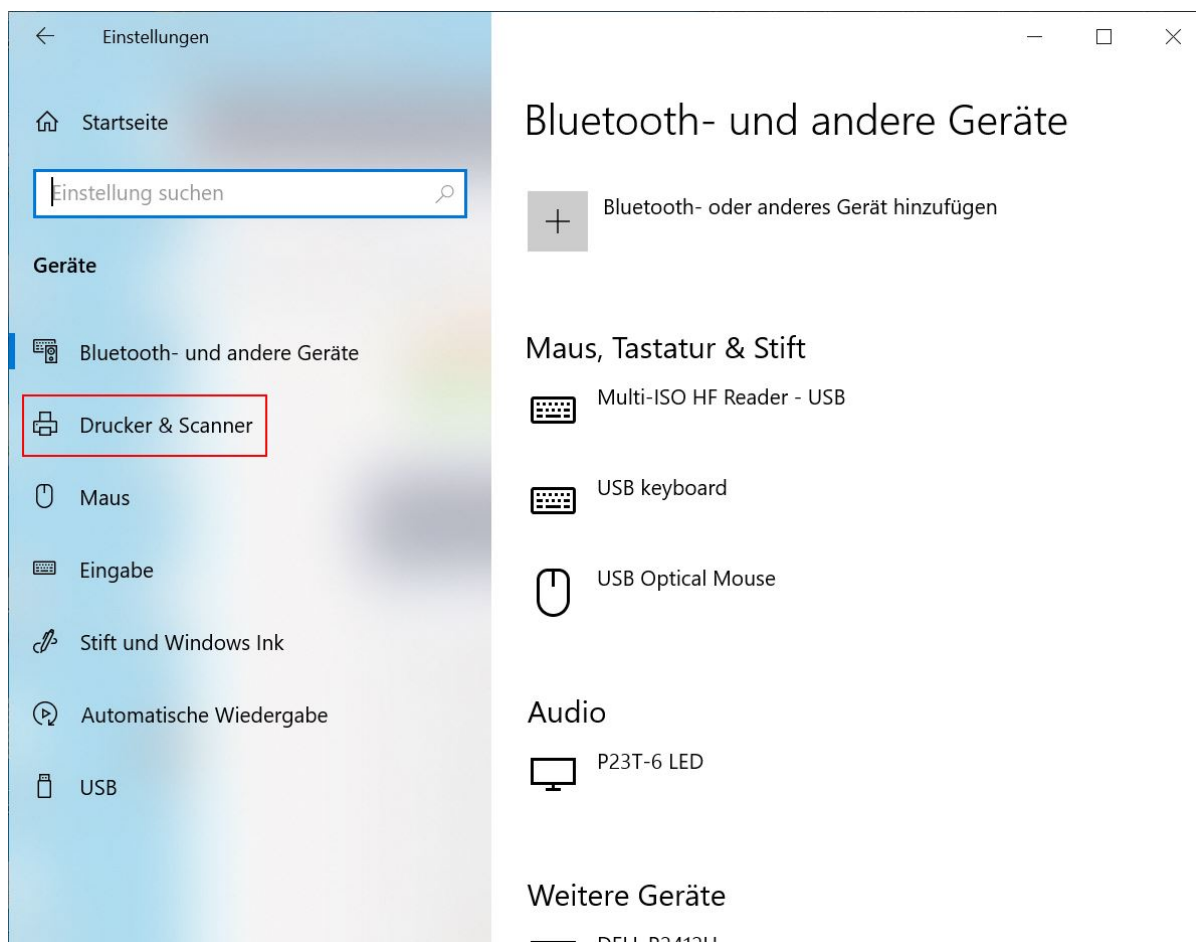 Einstellungen
Startseite
Einstellung suchen
Geräte
Bluetooth- und andere Geräte
Drucker & Scanner
Maus
Eingabe
Stift und Windows Ink
Automatische Wiedergabe
USB
Bluetooth- und andere Geräte
Bluetooth- oder anderes Gerät hinzufügen
Maus, Tastatur & Stift
Multi-ISO HF Reader - USB
USB keyboard
USB Optical Mouse
Audio
P23T-6 LED
Weitere Geräte